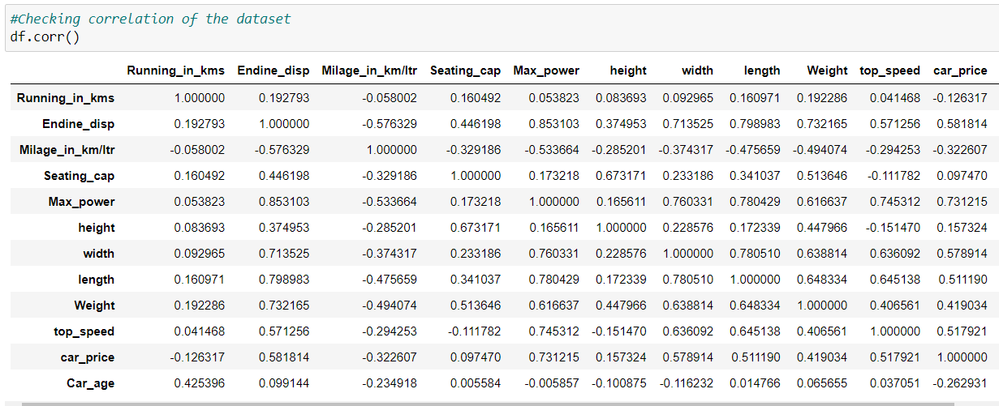 #Checking correlation of the dataset
df.corr()
Running_in_kms Endine_disp Milage_in_km/ltr Seating_cap Max_power height width length Weight top_speed car_price
Running_in_kms 1.000000 0.192793 -0.058002 0.160492 0.053823 0.083693 0.092965 0.160971 0.192286 0.041468 -0.126317
Endine_disp 0.192793 1.000000 -0.576329 0.446198 0.853103 0.374953 0.713525 0.798983 0.732165 0.571256 0.581814
Milage_in_km/ltr -0.058002 -0.576329 1.000000 -0.329186 -0.533664 -0.285201 -0.374317 -0.475659 -0.494074 -0.294253 -0.322607
Seating_cap 0.160492 0.446198 -0.329186 1.000000 0.173218 0.673171 0.233186 0.341037 0.513646 -0.111782 0.097470
Max_power 0.053823 0.853103 -0.533664 0.173218 1.000000 0.165611 0.760331 0.780429 0.616637 0.745312 0.731215
height 0.083693 0.374953 -0.285201 0.673171 0.165611 1.000000 0.228576 0.172339 0.447966 -0.151470 0.157324
width 0.092965 0.713525 -0.374317 0.233186 0.760331 0.228576 1.000000 0.780510 0.638814 0.636092 0.578914
length 0.160971 0.798983 -0.475659 0.341037 0.780429 0.172339 0.780510 1.000000 0.648334 0.645138 0.511190
Weight 0.192286 0.732165 -0.494074 0.513646 0.616637 0.447966 0.638814 0.648334 1.000000 0.406561 0.419034
top_speed 0.041468 0.571256 -0.294253 -0.111782 0.745312 -0.151470 0.636092 0.645138 0.406561 1.000000 0.517921
car_price -0.126317 0.581814 -0.322607 0.097470 0.731215 0.157324 0.578914 0.511190 0.419034 0.517921 1.000000
Car_age 0.425396 0.099144 -0.234918 0.005584 -0.005857 -0.100875 -0.116232 0.014766 0.065655 0.037051 -0.262931